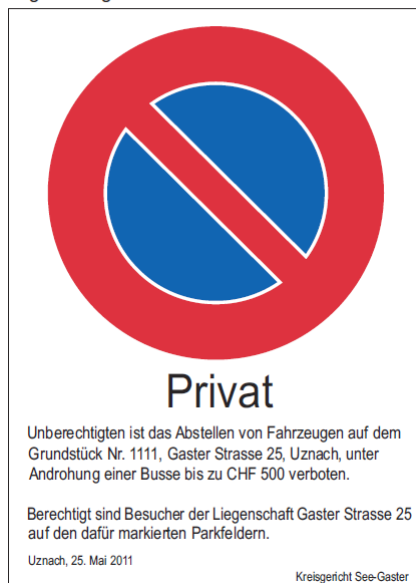 Privat
Unberechtigten ist das Abstellen von Fahrzeugen auf dem
Grundstück Nr. 1111, Gaster Strasse 25, Uznach, unter
Androhung einer Busse bis zu CHF 500 verboten.
Berechtigt sind Besucher der Liegenschaft Gaster Strasse 25
auf den dafür markierten Parkfeldern.
Uznach, 25. Mai 2011
Kreisgericht See-Gaster